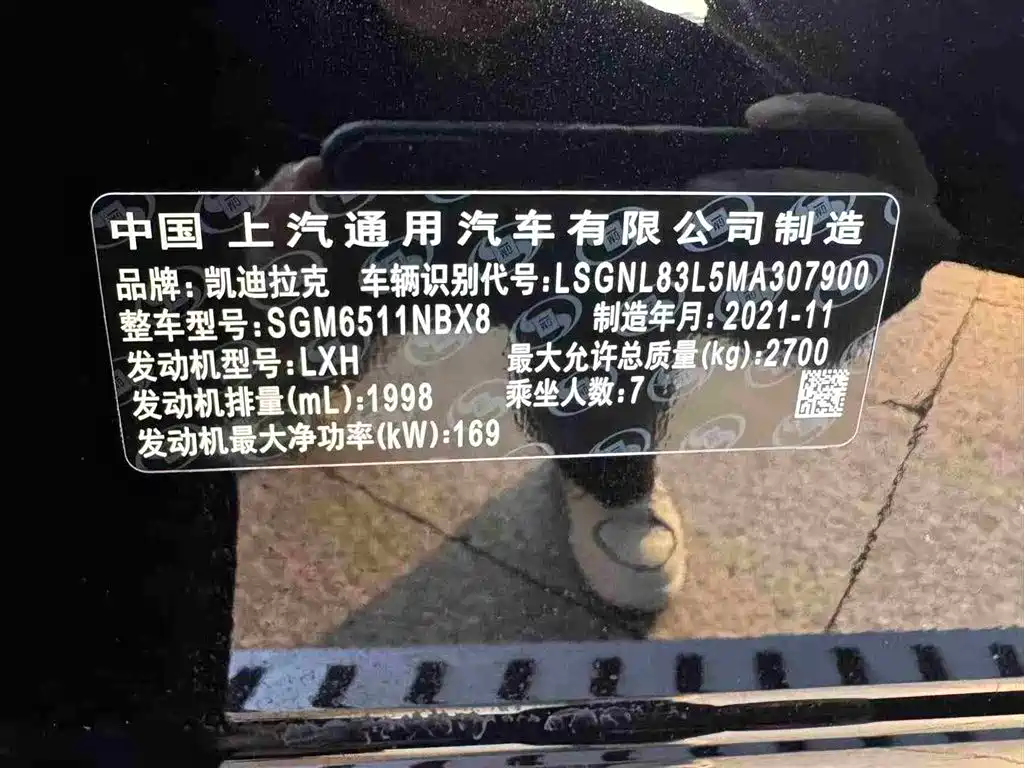 中国 上汽通用汽车有限公司制造
品牌:凯迪拉克 车辆识别代号:LSGNL83L5MA307900
整车型号:SGM6511NBX8 制造年月:2021-11
发动机型号:LXH 最大允许总质量(kg):2700
发动机排量(mL):1998 乘坐人数:7
发动机最大净功率(kW):169